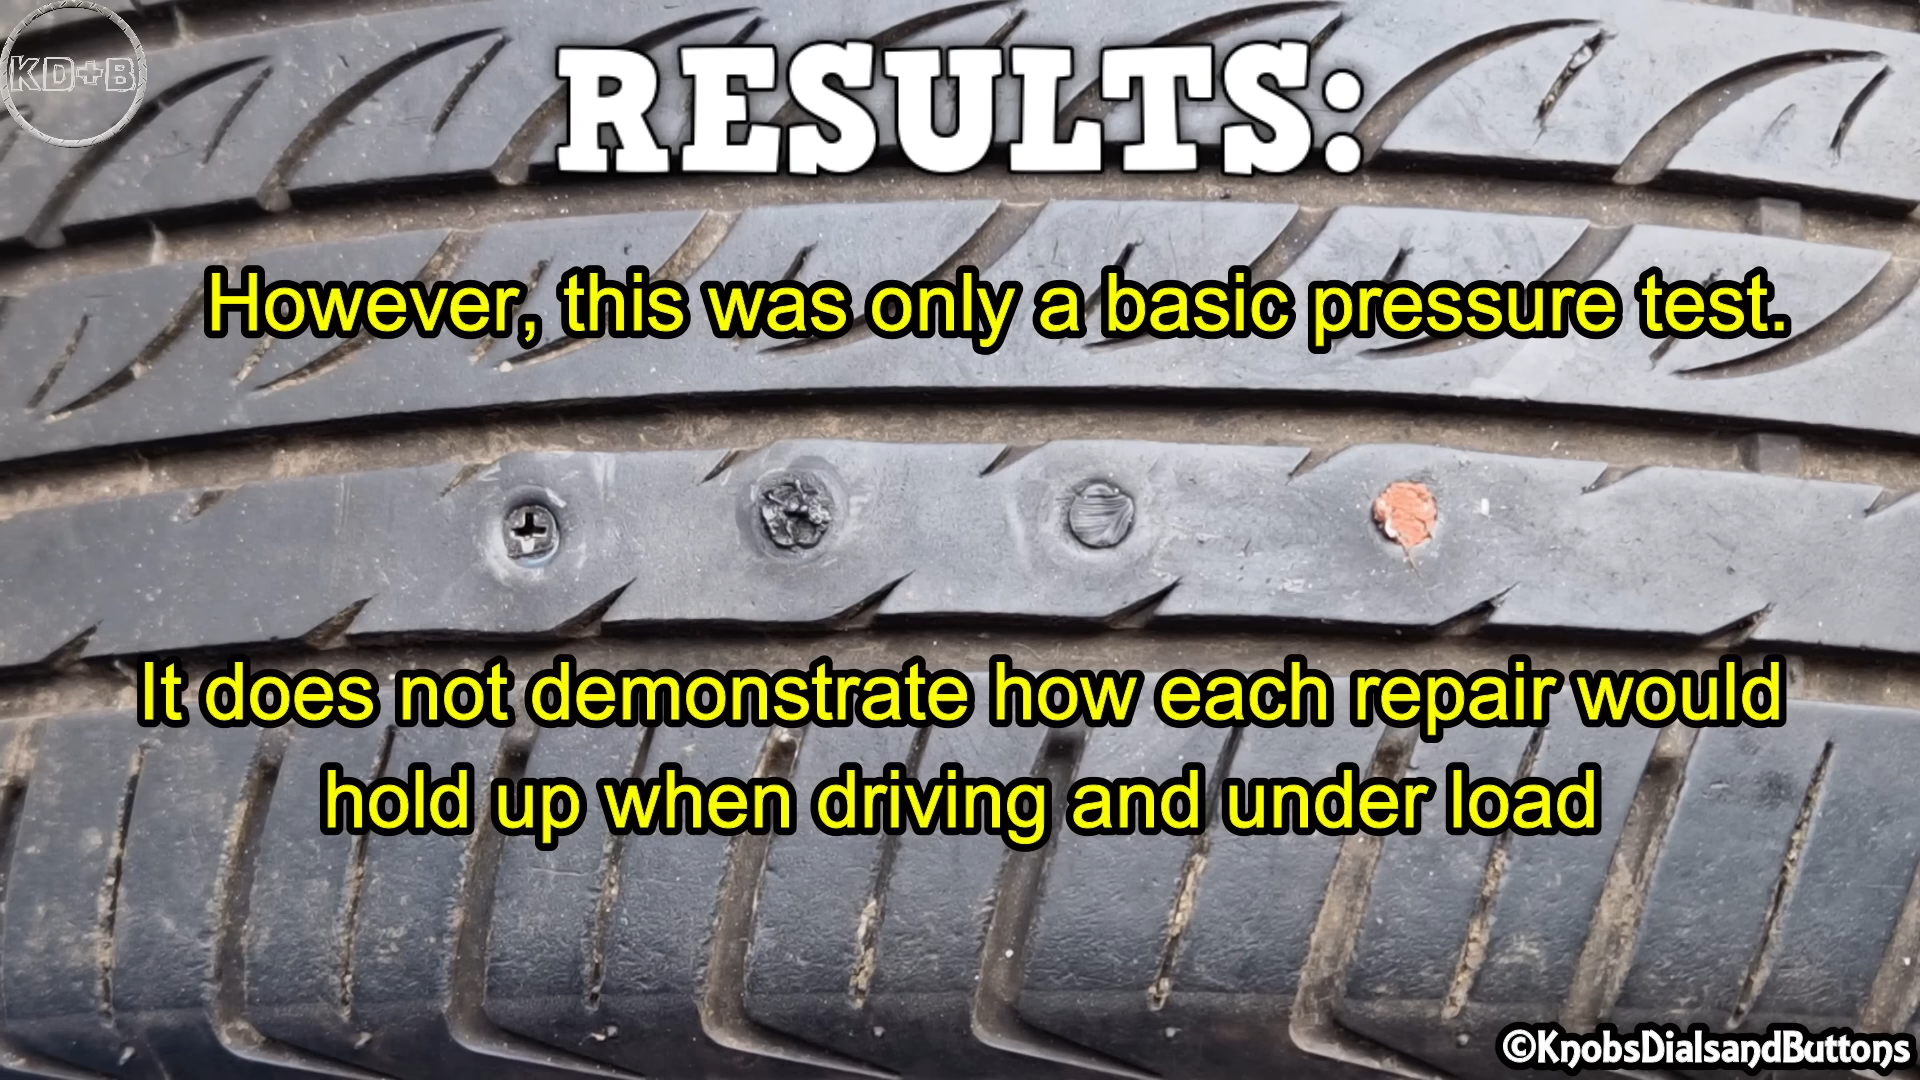 KD+B
RESULTS:
However, this was only a basic pressure test.
It does not demonstrate how each repair would
hold up when driving and under load
©KnobsDialsandButtons